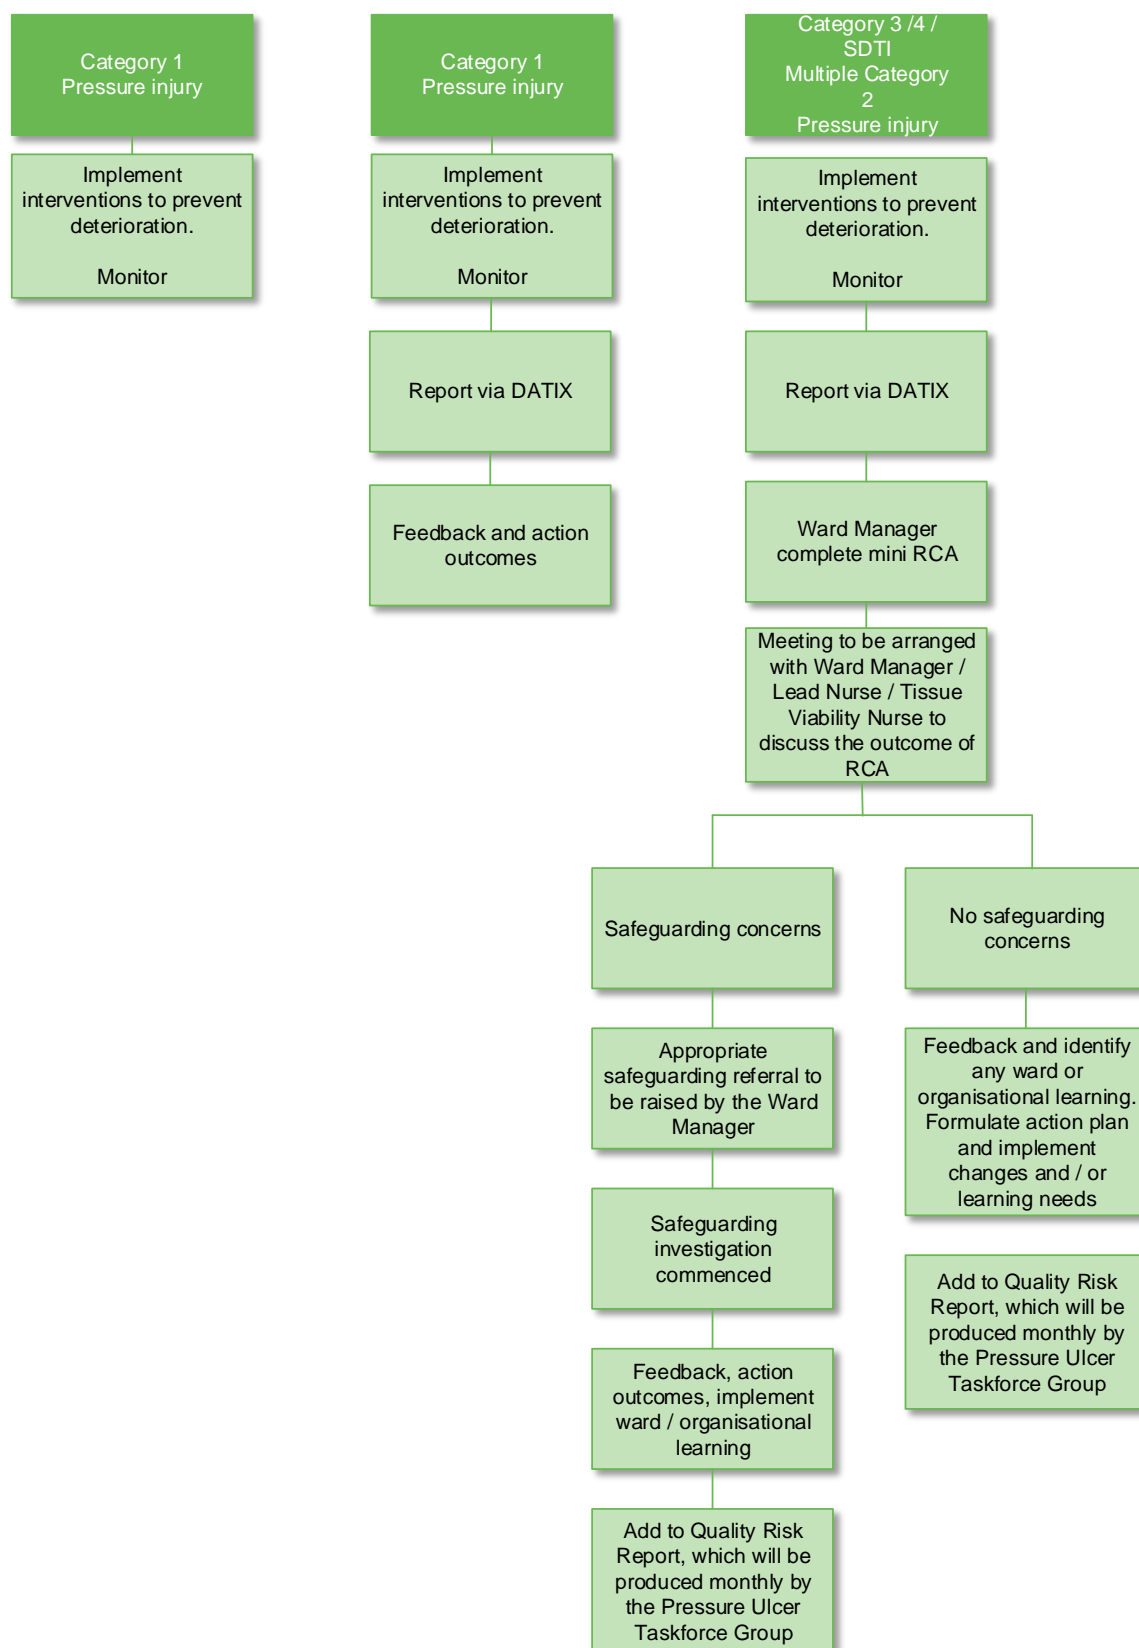 Category 1
Pressure injury
Implement
interventions to prevent
deterioration.
Monitor
Category 1
Pressure injury
Implement
interventions to prevent
deterioration.
Monitor
Report via DATIX
Feedback and action
outcomes
Category 3 /4 /
SDTI
Multiple Category
2
Pressure injury
Implement
interventions to prevent
deterioration.
Monitor
Report via DATIX
Ward Manager
complete mini RCA
Meeting to be arranged
with Ward Manager /
Lead Nurse / Tissue
Viability Nurse to
discuss the outcome of
RCA
Safeguarding concerns
Appropriate
safeguarding referral to
be raised by the Ward
Manager
Safeguarding
investigation
commenced
Feedback, action
outcomes, implement
ward / organisational
learning
Add to Quality Risk
Report, which will be
produced monthly by
the Pressure Ulcer
Taskforce Group
No safeguarding
concerns
Feedback and identify
any ward or
organisational learning.
Formulate action plan
and implement
changes and / or
learning needs
Add to Quality Risk
Report, which will be
produced monthly by
the Pressure Ulcer
Taskforce Group